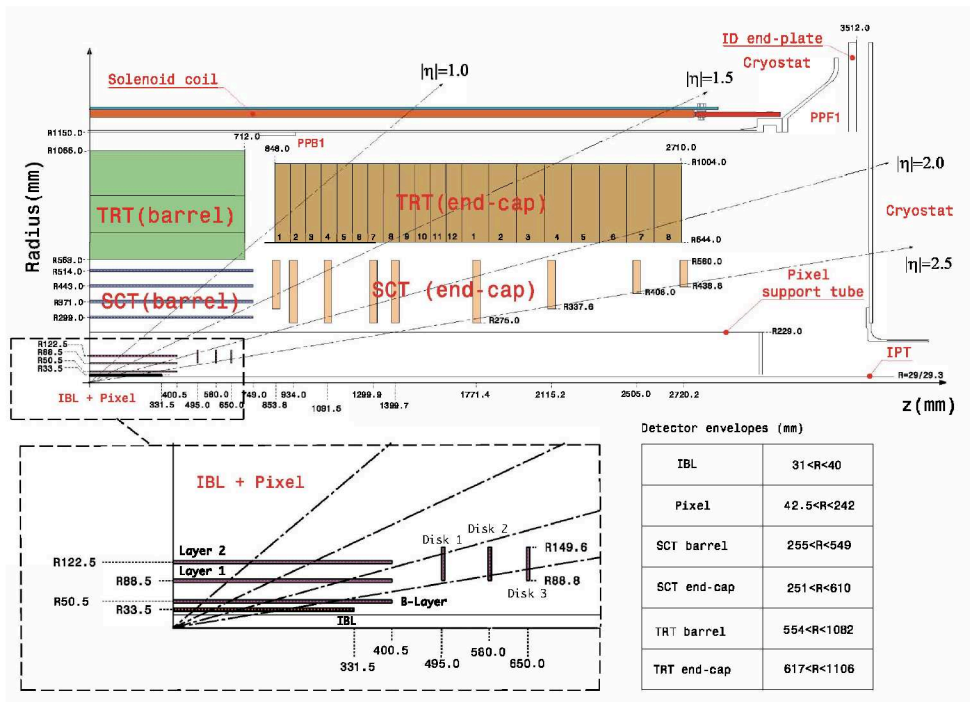 3512.0
ID end-plate
Cryostat
|η|=1.0
|η|=1.5
Solenoid coil
PPF1
R1150.0
712.0
PPB1
848.0
2710.0
R1066.0
R1004.0
|η|=2.0
Radius(mm)
TRT(barrel)
TRT(end-cap)
Cryostat
1 2 3 4 5 6 7 8 9 10 11 12 1 2 3 4 5 6 7 8
R644.0
R563.0
R560.0
R514.0
|η|=2.5
R443.0
SCT(barrel)
SCT (end-cap)
Pixel
support tube
R438.8
R408.0
R371.0
R337.6
R299.0
R275.0
R229.0
R122.5
R88.5
R50.5
R33.5
IPT
R=29/29.3
IBL + Pixel
400.5 580.0 749.0 934.0 1299.9 1771.4 2115.2 2505.0 2720.2
331.5 495.0 650.0 853.8 1091.5 1399.7
z(mm)
Detector envelopes (mm)
IBL 31<R<40
Pixel 42.5<R<242
SCT barrel 255<R<549
SCT end-cap 251<R<610
TRT barrel 554<R<1082
TRT end-cap 617<R<1106
IBL + Pixel
Disk 2
Disk 1
Layer 2
R149.6
R122.5
Layer 1
R88.5
R88.8
Disk 3
R50.5
B-Layer
R33.5
IBL
400.5
580.0
331.5
495.0
650.0